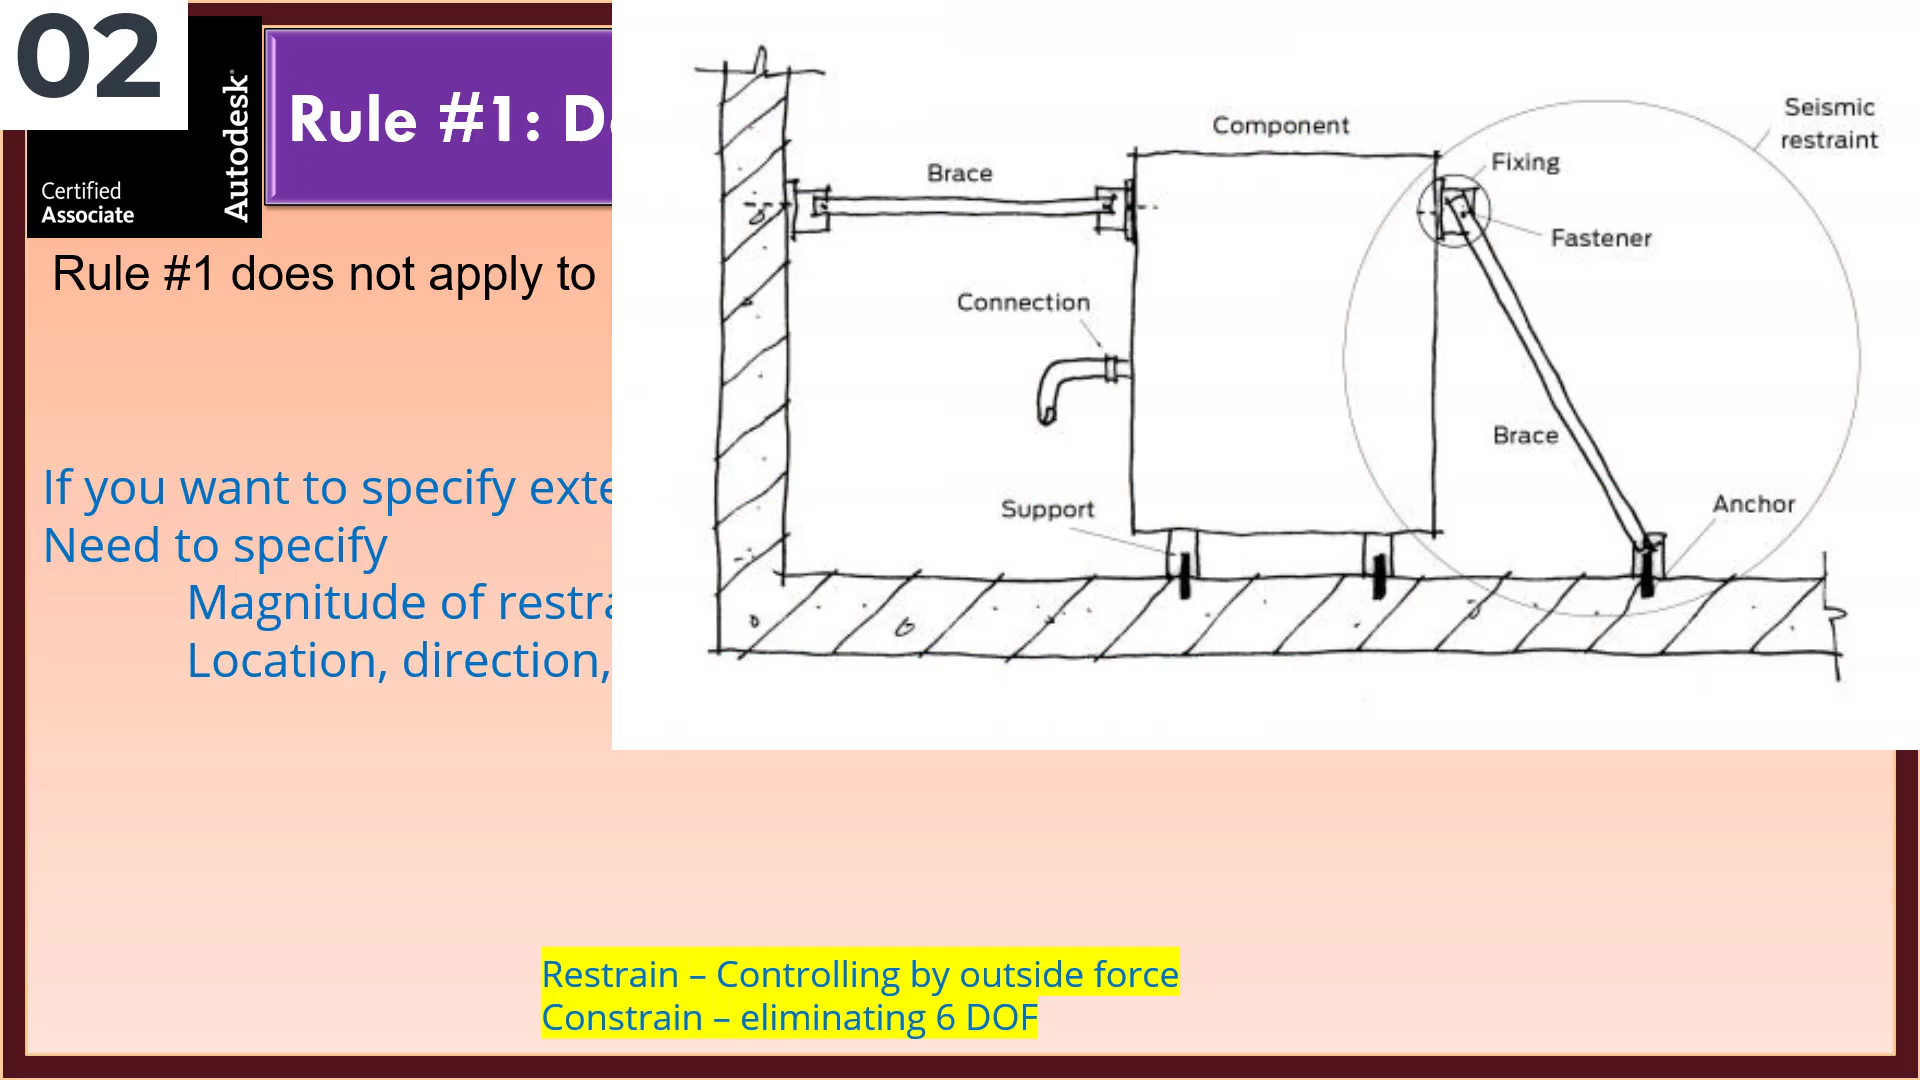 02
Autodesk
Certified
Associate
Rule #1: D
Rule #1 does not apply to
If you want to specify exte
Need to specify
Magnitude of restra
Location, direction,
Component
Brace
Seismic
restraint
Fixing
Fastener
Connection
Brace
Support
Anchor
Restrain – Controlling by outside force
Constrain – eliminating 6 DOF